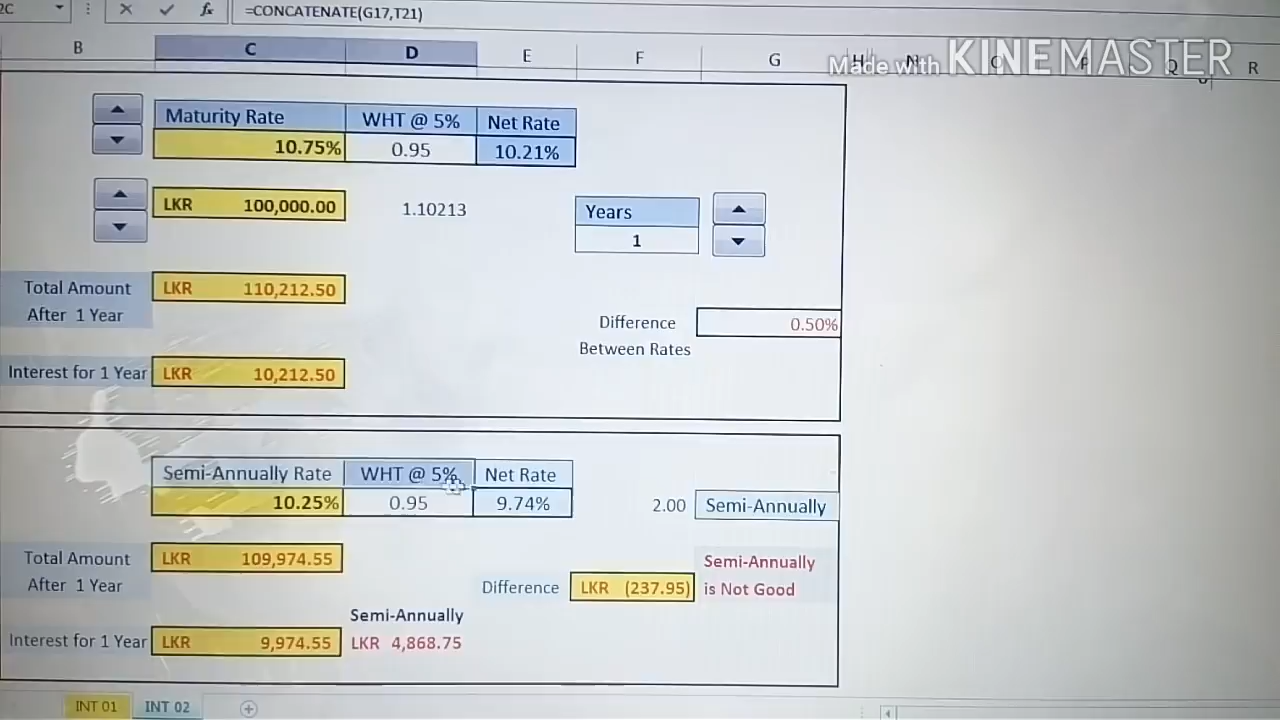 2C =CONCATENATE(G17,T21)
B C D E F G H N O P Q R
Made with KINEMASTER
Maturity Rate WHT @ 5% Net Rate
10.75% 0.95 10.21%
LKR 100,000.00 1.10213
Years
1
Total Amount
After 1 Year
LKR 110,212.50
Difference
Between Rates
0.50%
Interest for 1 Year LKR 10,212.50
Semi-Annually Rate WHT @ 5% Net Rate
10.25% 0.95 9.74% 2.00 Semi-Annually
Total Amount
After 1 Year
LKR 109,974.55
Difference LKR (237.95)
Semi-Annually
is Not Good
Semi-Annually
Interest for 1 Year LKR 9,974.55 LKR 4,868.75
INT 01 INT 02